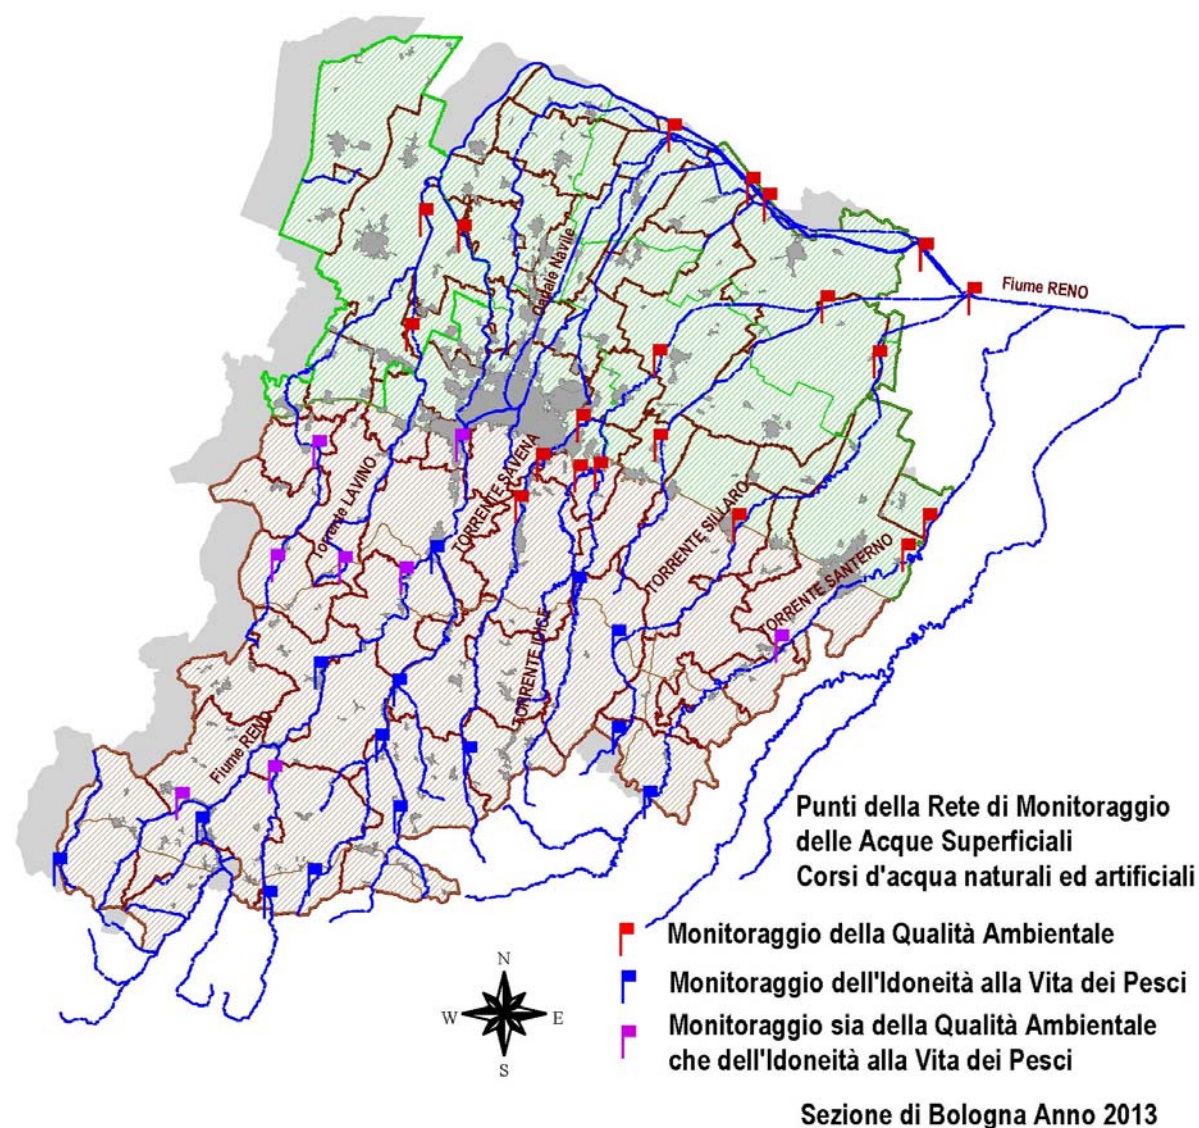 Canale Navile
Fiume RENO
Torrente LAVINO
TORRENTE SAVENA
TORRENTE SILLARO
TORRENTE SANTERNO
TORRENTE IDICE
Fiume RENO
Punti della Rete di Monitoraggio
delle Acque Superficiali
Corsi d'acqua naturali ed artificiali
Monitoraggio della Qualità Ambientale
Monitoraggio dell'Idoneità alla Vita dei Pesci
Monitoraggio sia della Qualità Ambientale
che dell'Idoneità alla Vita dei Pesci
N
W E
S
Sezione di Bologna Anno 2013